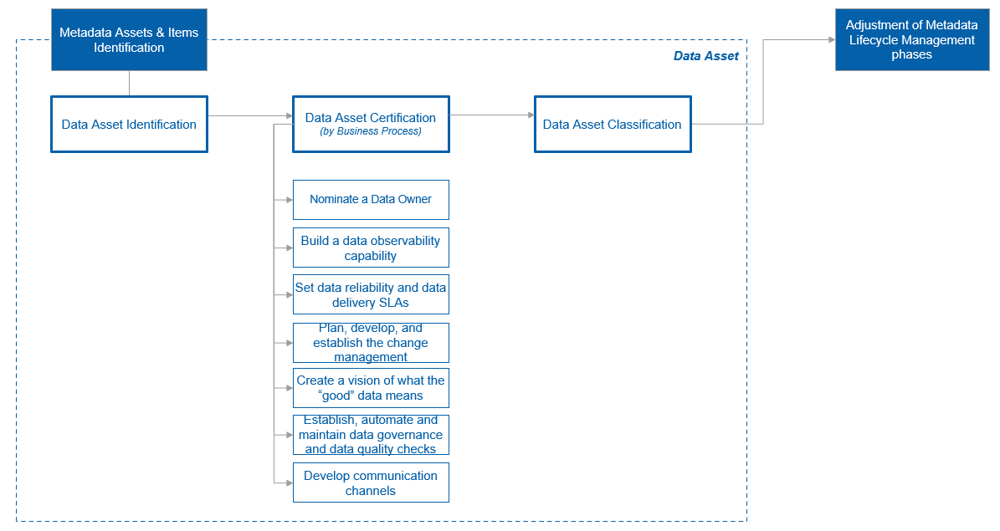 Metadata Assets & Items
Identification
Adjustment of Metadata
Lifecycle Management
phases
Data Asset
Data Asset Identification
Data Asset Certification
(by Business Process)
Data Asset Classification
Nominate a Data Owner
Build a data observability
capability
Set data reliability and data
delivery SLAs
Plan, develop, and
establish the change
management
Create a vision of what the
“good” data means
Establish, automate and
maintain data governance
and data quality checks
Develop communication
channels